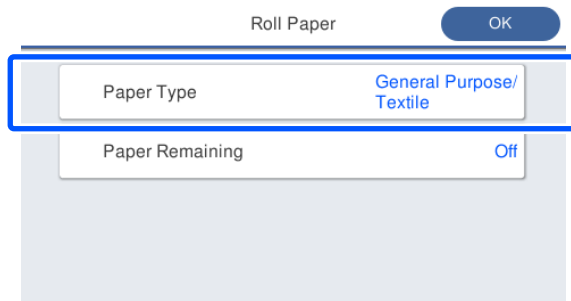 Roll Paper
OK
Paper Type
General Purpose/
Textile
Paper Remaining
Off